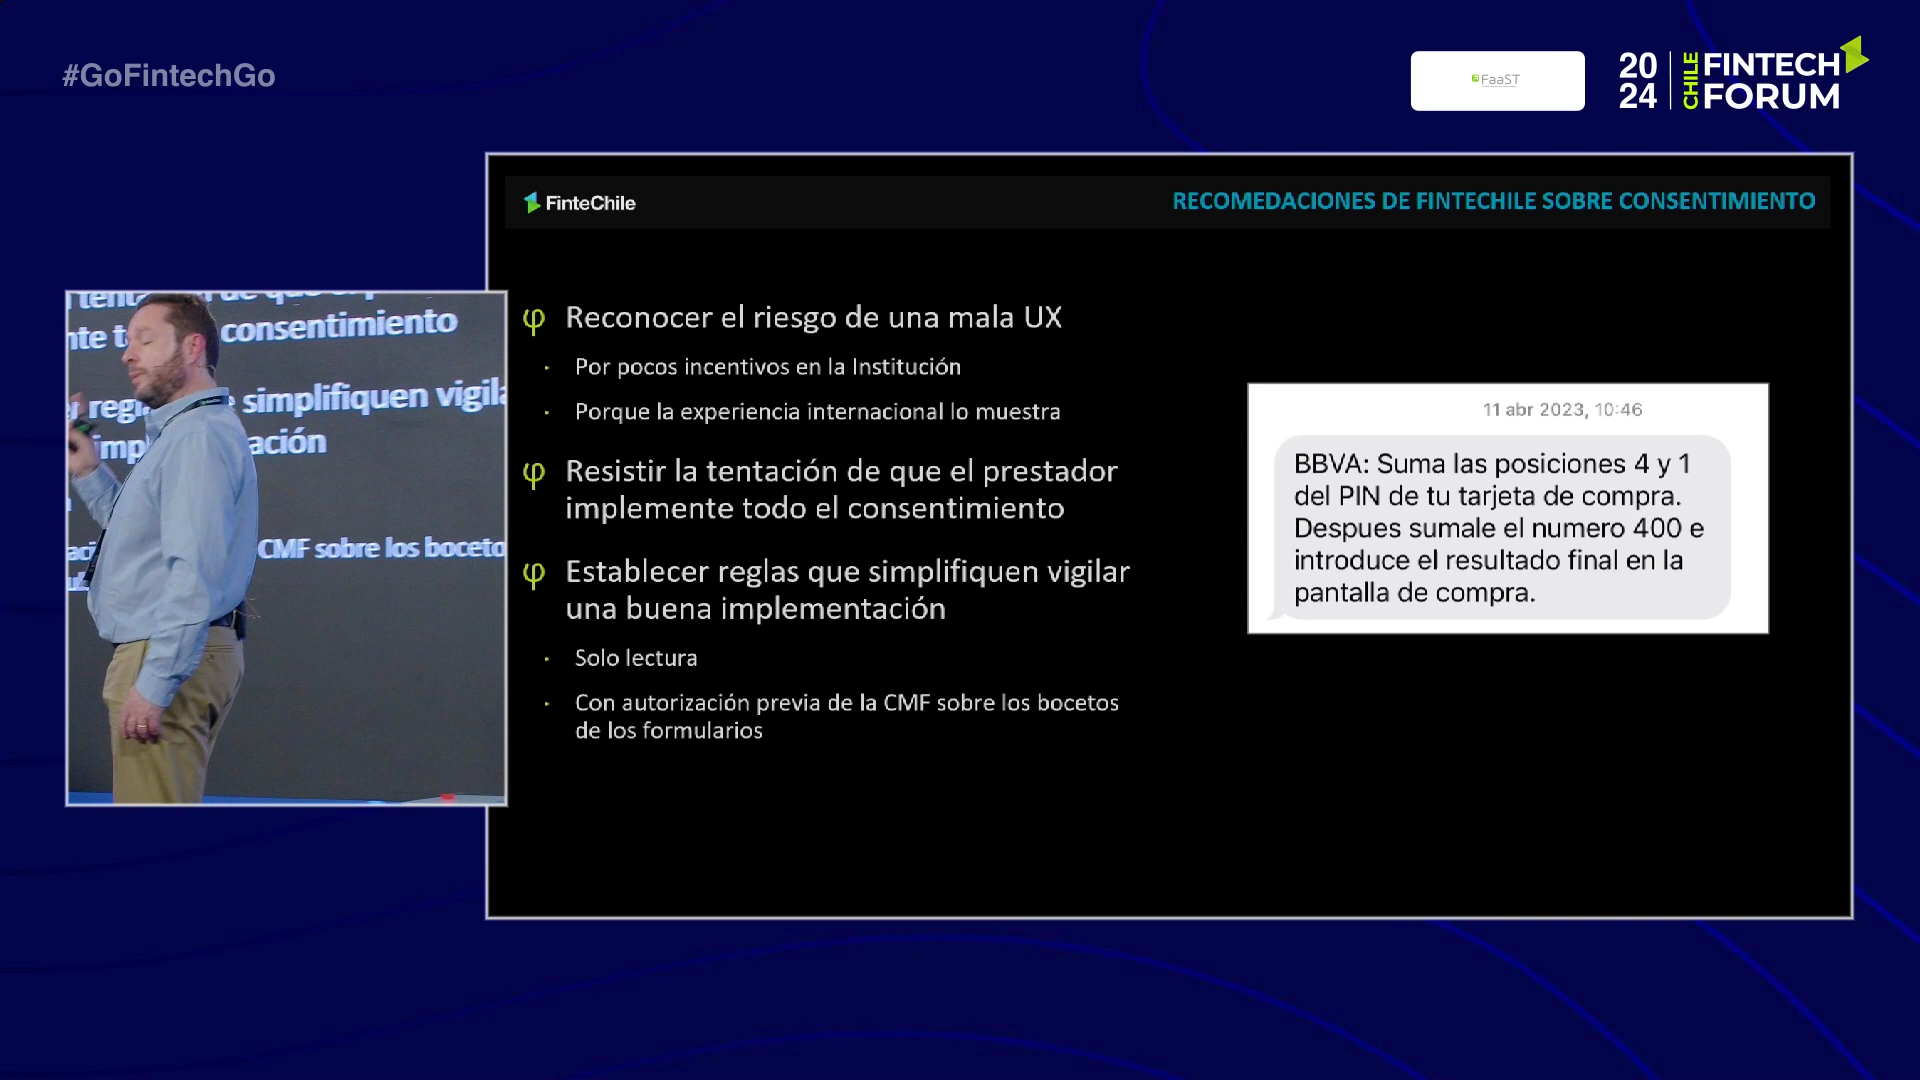 #GoFintechGo
FaaST
20
24
CHILE
FINTECH
FORUM
FinteChile
RECOMEDACIONES DE FINTECHILE SOBRE CONSENTIMIENTO
φ Reconocer el riesgo de una mala UX
· Por pocos incentivos en la Institución
· Porque la experiencia internacional lo muestra
φ Resistir la tentación de que el prestador
implemente todo el consentimiento
φ Establecer reglas que simplifiquen vigilar
una buena implementación
· Solo lectura
· Con autorización previa de la CMF sobre los bocetos
de los formularios
11 abr 2023, 10:46
BBVA: Suma las posiciones 4 y 1
del PIN de tu tarjeta de compra.
Despues sumale el numero 400 e
introduce el resultado final en la
pantalla de compra.
consentimiento
simplifiquen vigila
ación
CMF sobre los boceto